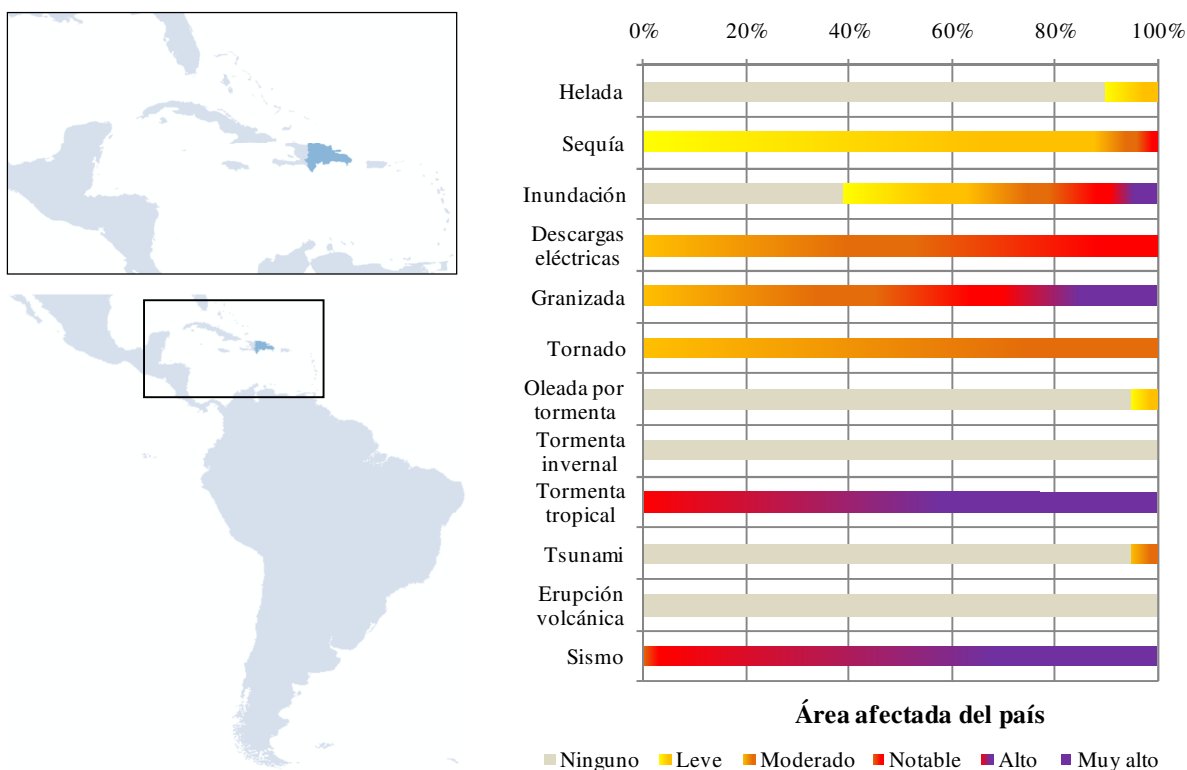 0% 20% 40% 60% 80% 100%
Helada
Sequía
Inundación
Descargas
eléctricas
Granizada
Tornado
Oleada por
tormenta
Tormenta
invernal
Tormenta
tropical
Tsunami
Erupción
volcánica
Sismo
Área afectada del país
Ninguno Leve Moderado Notable Alto Muy alto